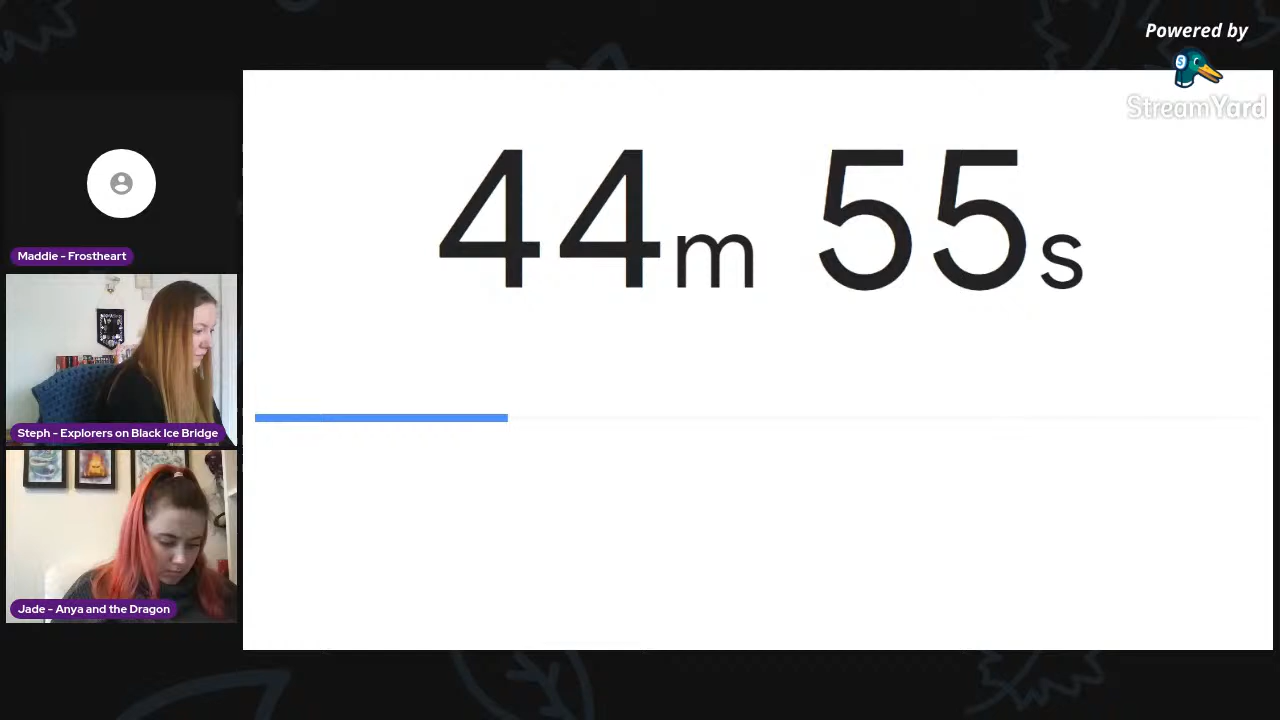 Powered by
StreamYard
44m 55s
Maddie - Frostheart
Steph - Explorers on Black Ice Bridge
Jade - Anya and the Dragon